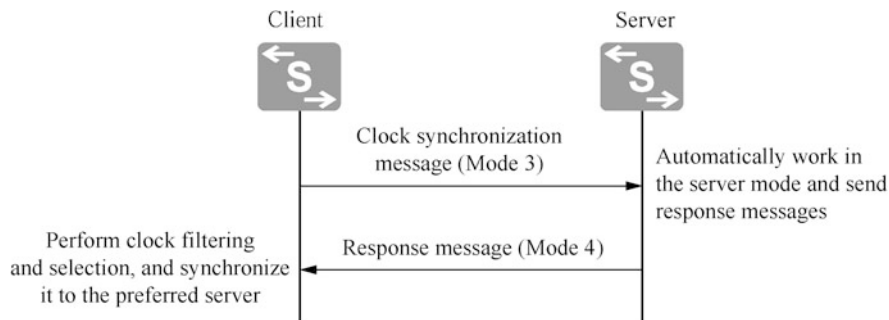 Client
Server
S
S
Clock synchronization
message (Mode 3)
Automatically work in
the server mode and send
response messages
Perform clock filtering
and selection, and synchronize
it to the preferred server
Response message (Mode 4)